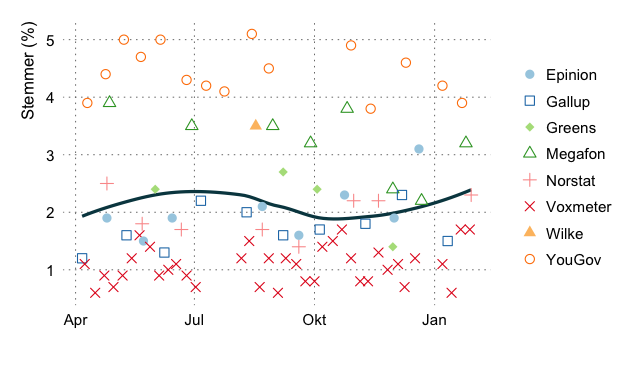 Stemmer (%)
5
4
3
2
1
Apr Jul Okt Jan
Epinion
Gallup
Greens
Megafon
Norstat
Voxmeter
Wilke
YouGov